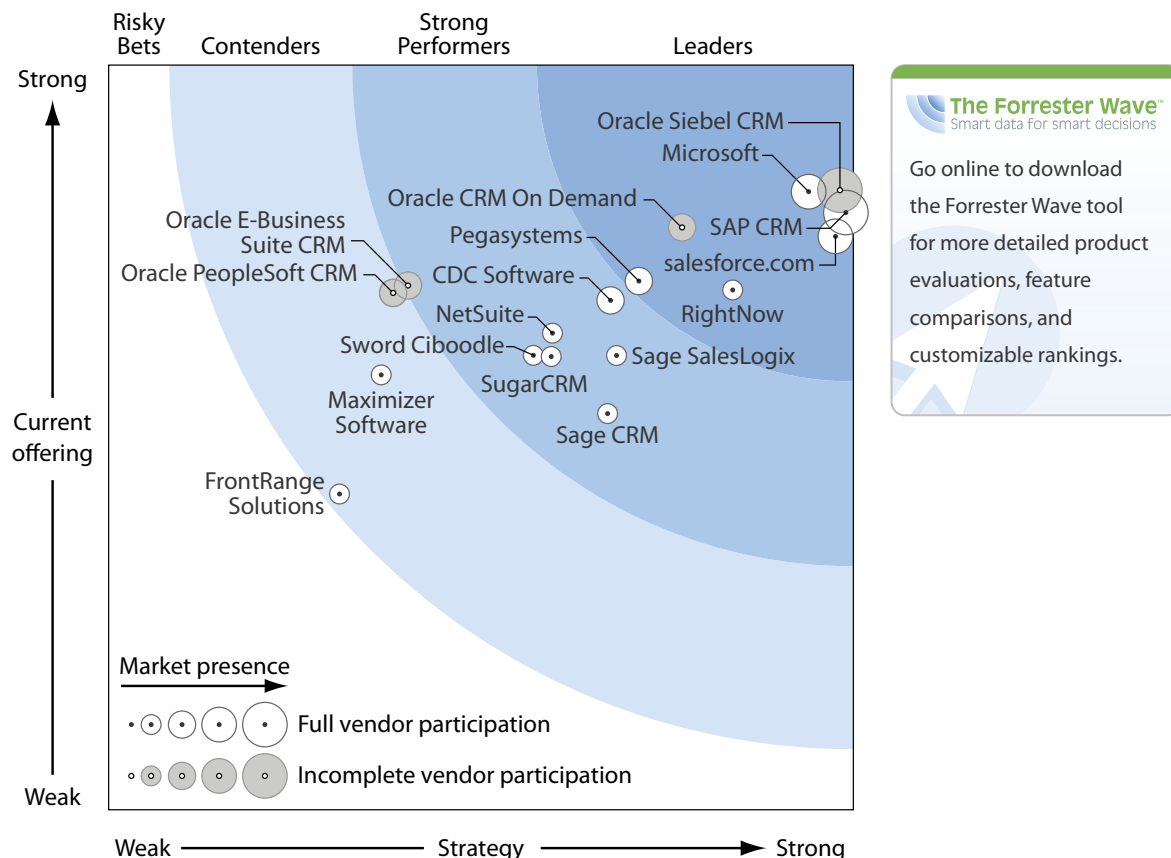 Risky
Bets
Contenders
Strong
Performers
Leaders
Strong
The Forrester Wave™
Smart data for smart decisions
Go online to download
the Forrester Wave tool
for more detailed product
evaluations, feature
comparisons, and
customizable rankings.
Oracle Siebel CRM
Microsoft
Oracle CRM On Demand
SAP CRM
Oracle E-Business
Suite CRM
Pegasystems
salesforce.com
Oracle PeopleSoft CRM
CDC Software
RightNow
NetSuite
Sword Ciboodle
Sage SalesLogix
SugarCRM
Maximizer
Software
Sage CRM
Current
offering
FrontRange
Solutions
Market presence
Full vendor participation
Incomplete vendor participation
Weak
Weak
Strategy
Strong